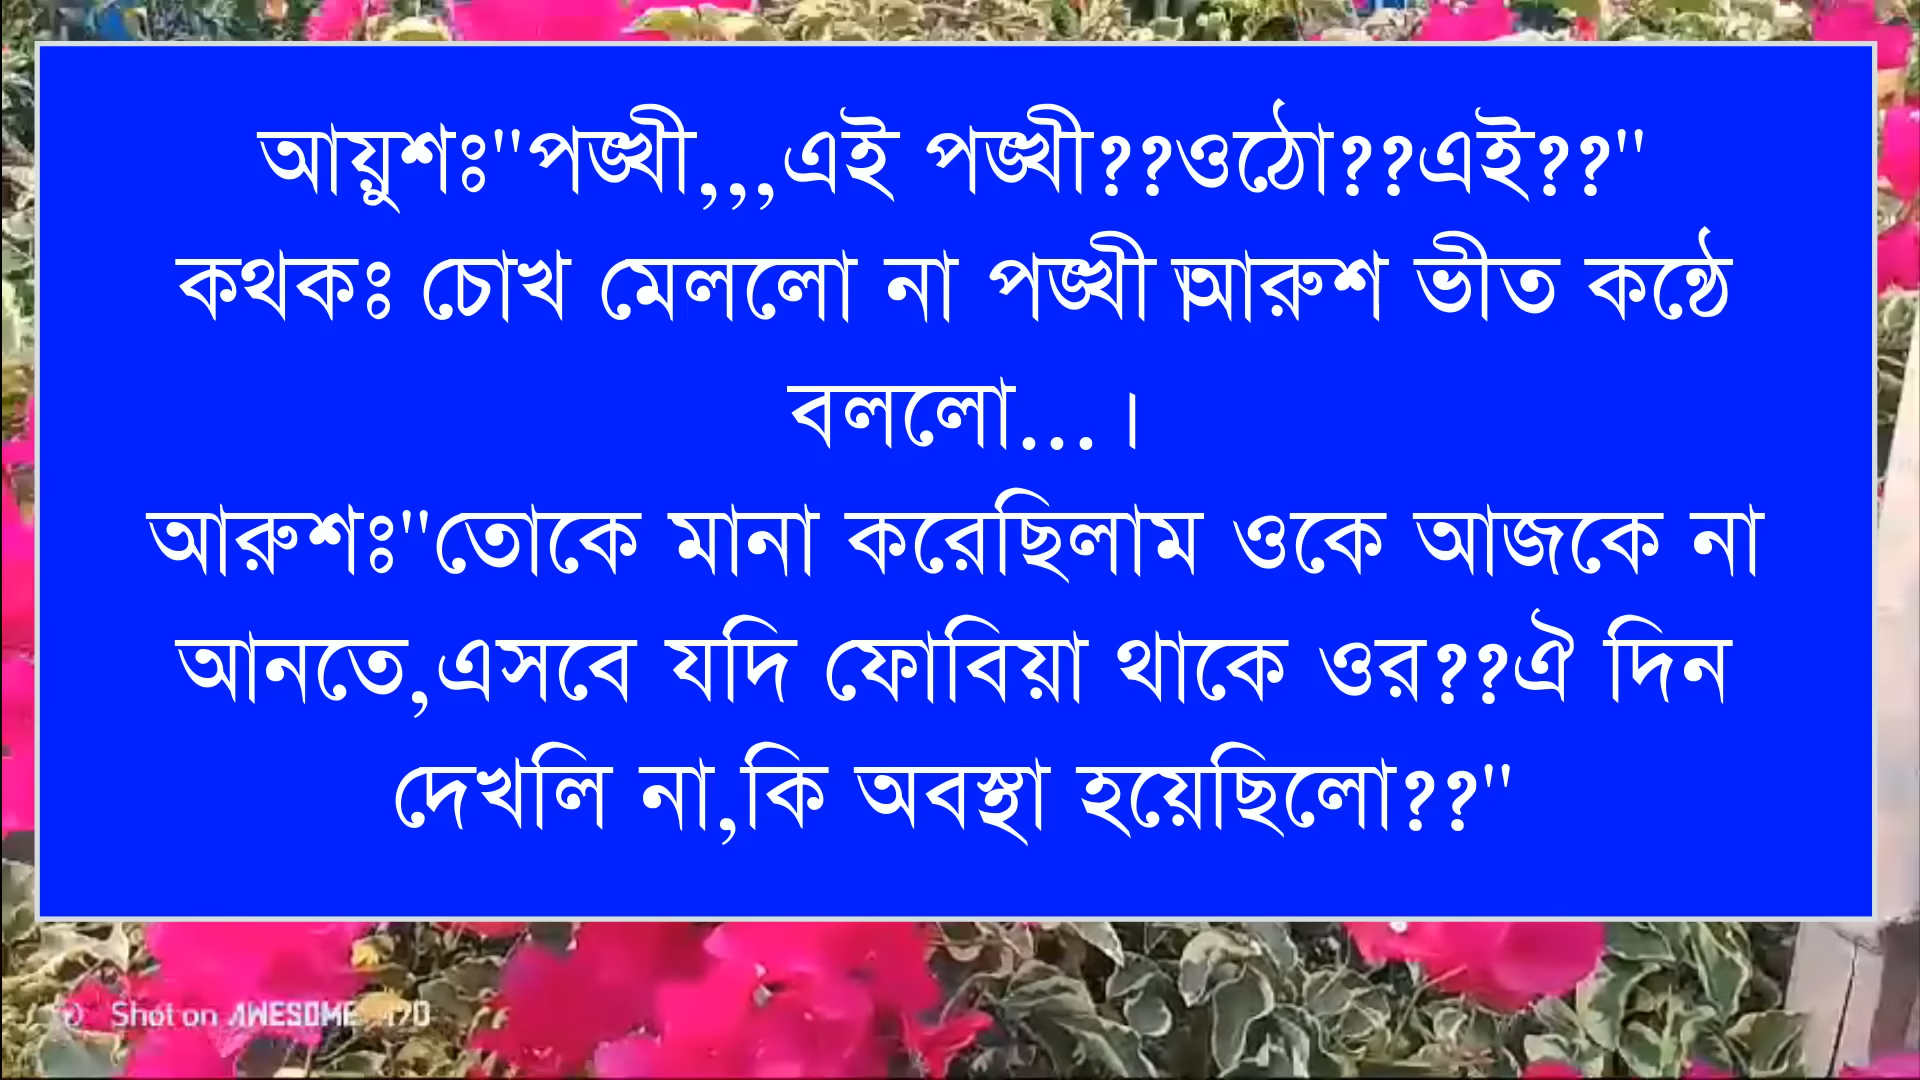 আয়ুশঃ"পঙ্খী,,,এই পঙ্খী??ওঠো??এই??"
কথকঃ চোখ মেললো না পঙ্খী।আরুশ ভীত কণ্ঠে
বললো...।
আরুশঃ"তোকে মানা করেছিলাম ওকে আজকে না
আনতে,এসবে যদি ফোবিয়া থাকে ওর??ঐ দিন
দেখলি না,কি অবস্থা হয়েছিলো??"
Shot on AWESOME